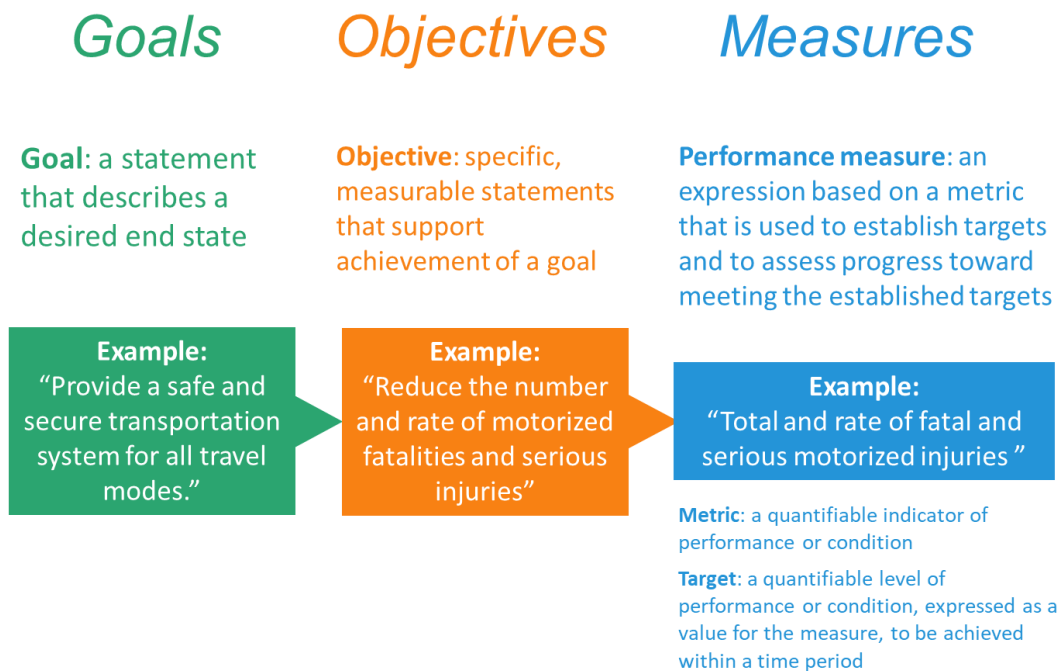 Goals
Objectives
Measures
Goal: a statement
that describes a
desired end state
Objective: specific,
measurable statements
that support
achievement of a goal
Performance measure: an
expression based on a metric
that is used to establish targets
and to assess progress toward
meeting the established targets
Example:
“Provide a safe and
secure transportation
system for all travel
modes.”
Example:
“Reduce the number
and rate of motorized
fatalities and serious
injuries”
Example:
“Total and rate of fatal and
serious motorized injuries ”
Metric: a quantifiable indicator of
performance or condition
Target: a quantifiable level of
performance or condition, expressed as a
value for the measure, to be achieved
within a time period